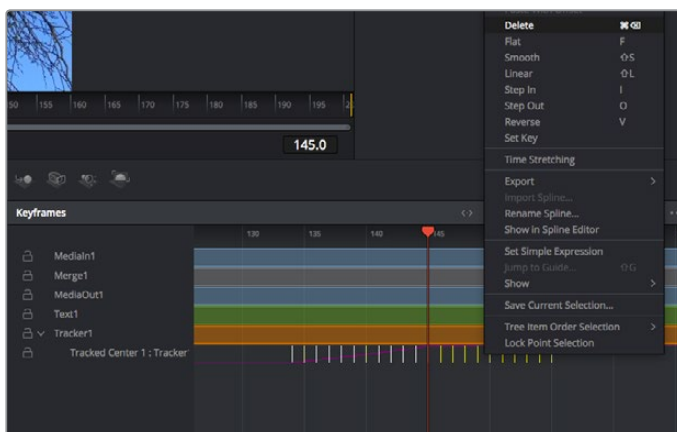 Delete ⌘⌫
Flat F
Smooth ⇧S
Linear ⇧L
Step In I
Step Out O
Reverse V
Set Key
Time Stretching
Export >
Import Spline...
Rename Spline...
Show in Spline Editor
Set Simple Expression
Jump to Guide... ⇧G
Show >
Save Current Selection...
Tree Item Order Selection >
Lock Point Selection
155 160 165 170 175 180 185 190 195
145.0
Keyframes
130 135 140 145
MediaIn1
Merge1
MediaOut1
Text1
Tracker1
Tracked Center 1 : Tracker